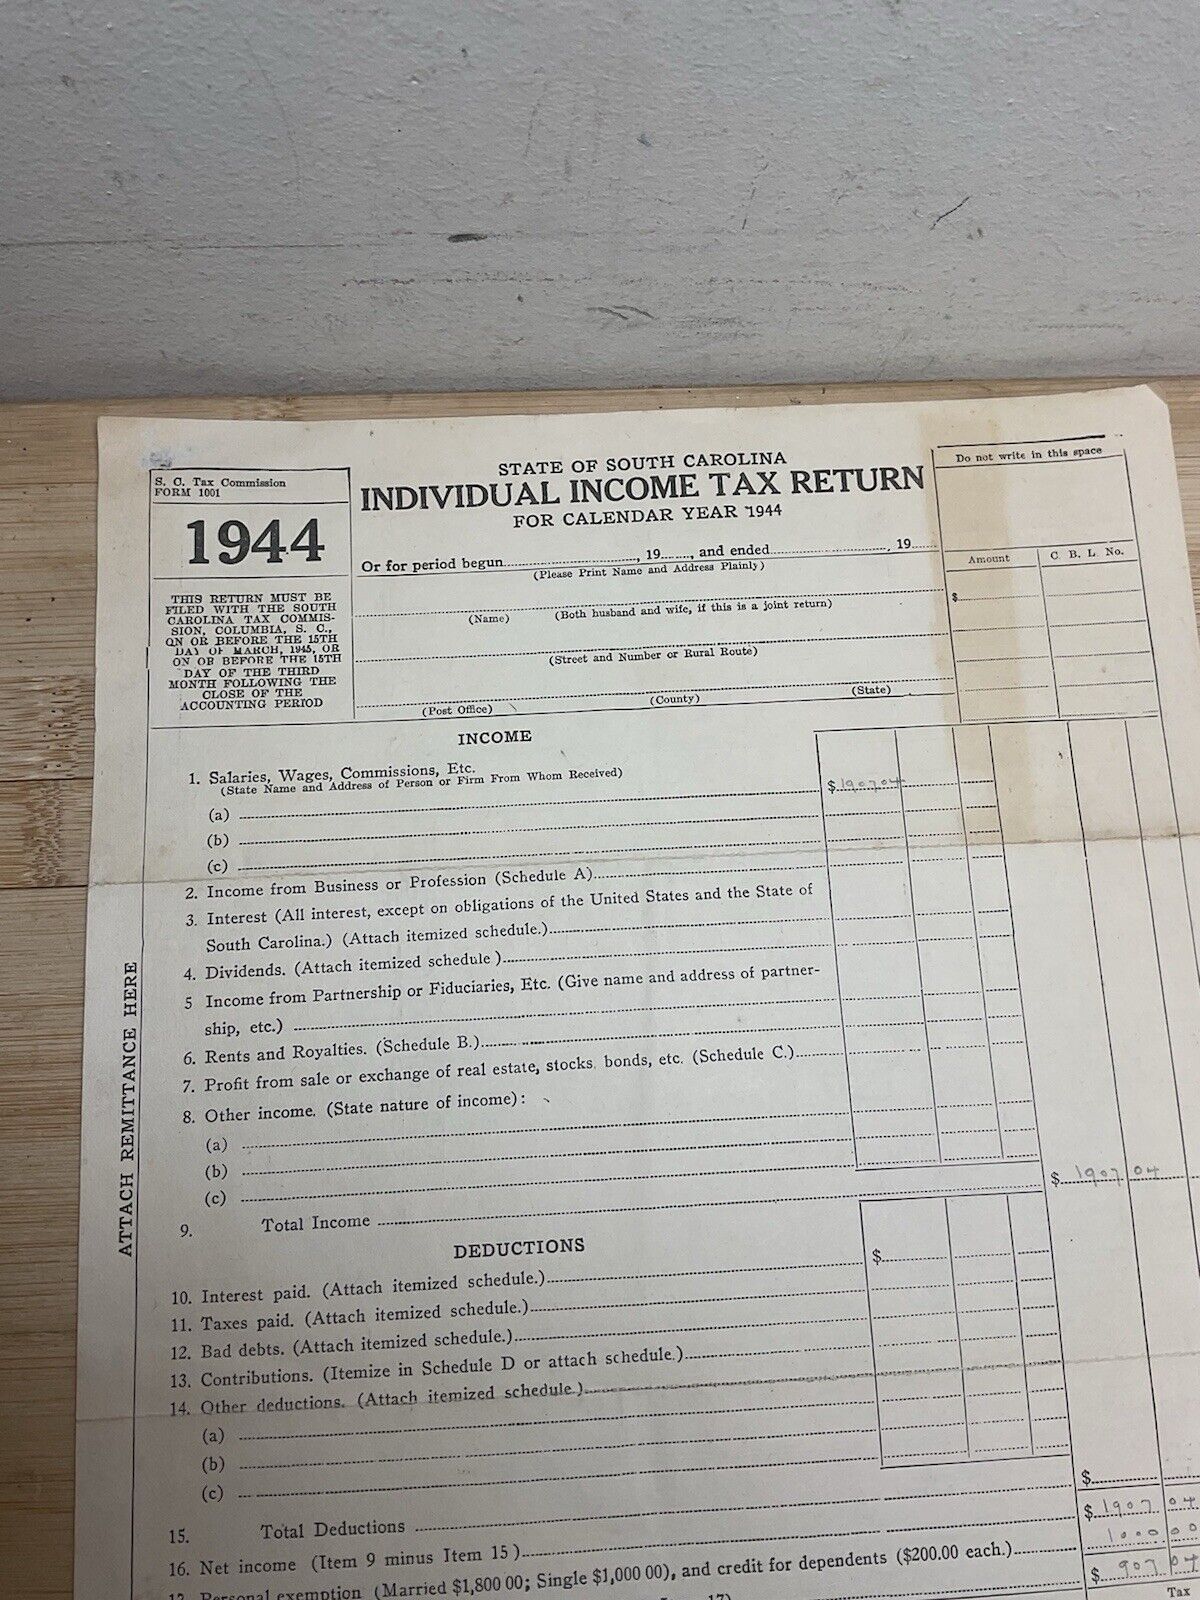 S. C. Tax Commission
FORM 1001
1944
THIS RETURN MUST BE
FILED WITH THE SOUTH
CAROLINA TAX COMMIS-
SION, COLUMBIA, S. C.,
ON OR BEFORE THE 15TH
DAY OF MARCH, 1945, OR
ON OR BEFORE THE 15TH
DAY OF THE THIRD
MONTH FOLLOWING THE
CLOSE OF THE
ACCOUNTING PERIOD
STATE OF SOUTH CAROLINA
INDIVIDUAL INCOME TAX RETURN
FOR CALENDAR YEAR 1944
Or for period begun, 19, and ended, 19
(Please Print Name and Address Plainly)
(Name) (Both husband and wife, if this is a joint return)
(Street and Number or Rural Route)
(Post Office) (County) (State)
Do not write in this space
Amount C. B. L. No.
$
INCOME
1. Salaries, Wages, Commissions, Etc.
(State Name and Address of Person or Firm From Whom Received)
(a) $ 1907 04
(b)
(c)
2. Income from Business or Profession (Schedule A)
3. Interest (All interest, except on obligations of the United States and the State of
South Carolina.) (Attach itemized schedule.)
4. Dividends. (Attach itemized schedule )
5 Income from Partnership or Fiduciaries, Etc. (Give name and address of partner-
ship, etc.)
6. Rents and Royalties. (Schedule B.)
7. Profit from sale or exchange of real estate, stocks bonds, etc. (Schedule C.)
8. Other income. (State nature of income):
(a)
(b)
(c)
9. Total Income $ 1907 04
DEDUCTIONS
10. Interest paid. (Attach itemized schedule.) $
11. Taxes paid. (Attach itemized schedule.)
12. Bad debts. (Attach itemized schedule.)
13. Contributions. (Itemize in Schedule D or attach schedule.)
14. Other deductions. (Attach itemized schedule.)
(a)
(b)
(c)
15. Total Deductions $
16. Net income (Item 9 minus Item 15) $ 1907 04
Personal exemption (Married $1,800 00; Single $1,000 00), and credit for dependents ($200.00 each.) 1000 00
17) $ 907 04
Tax
ATTACH REMITTANCE HERE